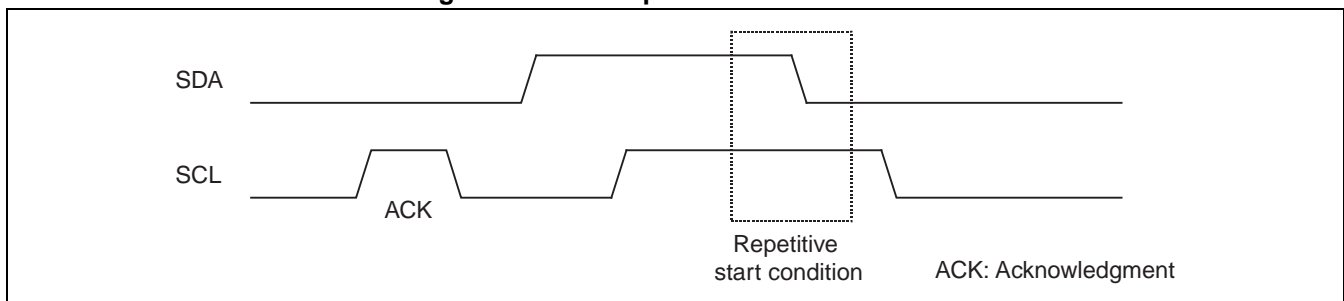 SDA
SCL
ACK
Repetitive
start condition
ACK: Acknowledgment